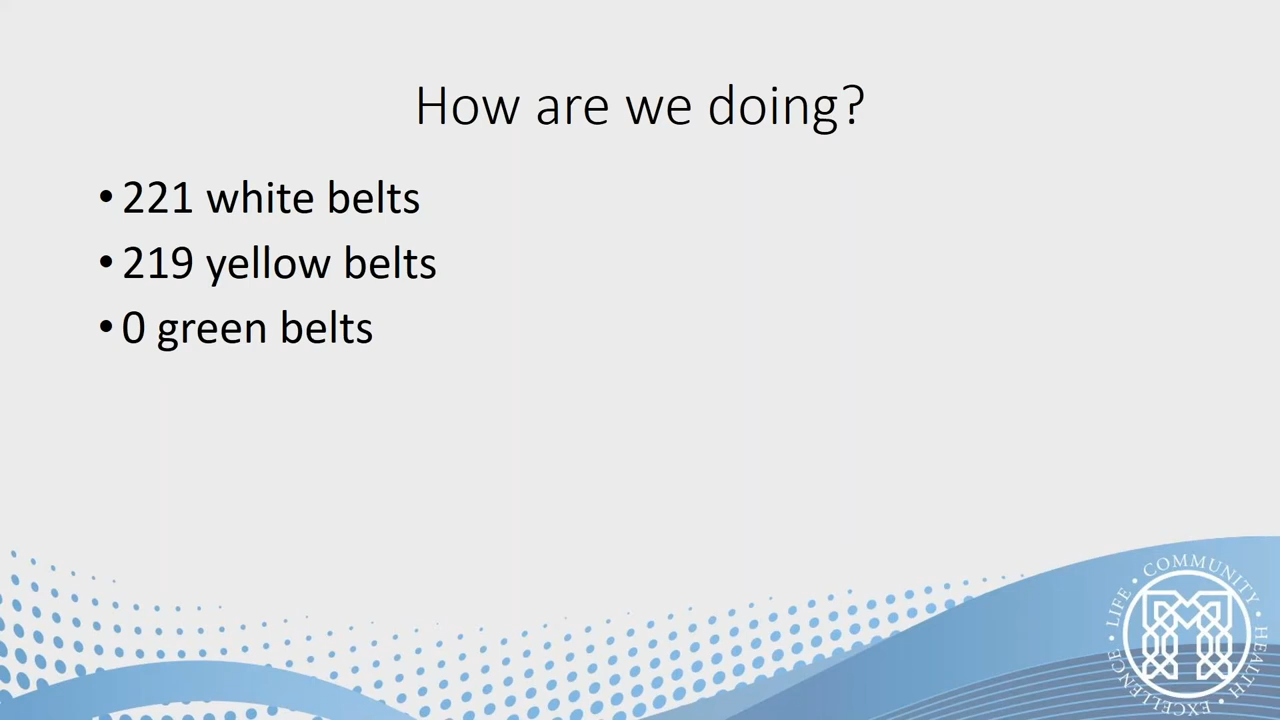 How are we doing?
• 221 white belts
• 219 yellow belts
• 0 green belts
EXCELLENCE • LIFE • COMMUNITY • HEALTH •